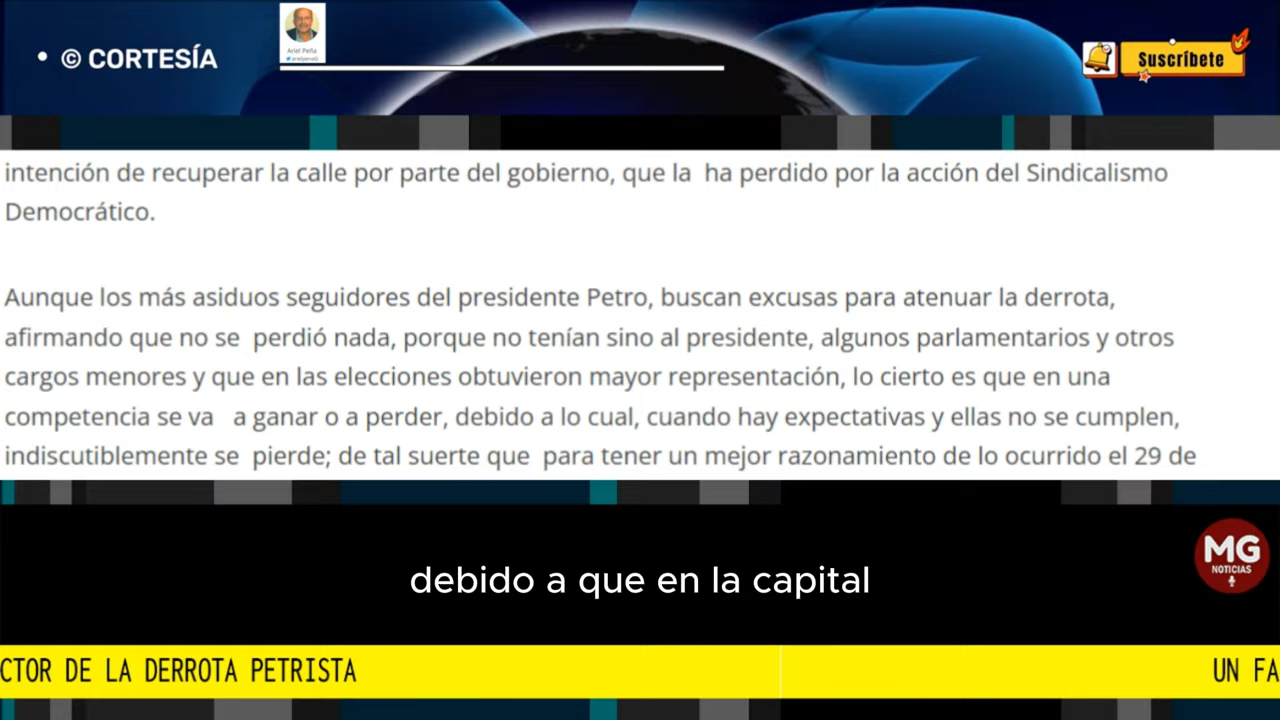 • © CORTESÍA
Ariel Peña
Suscríbete
intención de recuperar la calle por parte del gobierno, que la ha perdido por la acción del Sindicalismo
Democrático.
Aunque los más asiduos seguidores del presidente Petro, buscan excusas para atenuar la derrota,
afirmando que no se perdió nada, porque no tenían sino al presidente, algunos parlamentarios y otros
cargos menores y que en las elecciones obtuvieron mayor representación, lo cierto es que en una
competencia se va a ganar o a perder, debido a lo cual, cuando hay expectativas y ellas no se cumplen,
indiscutiblemente se pierde; de tal suerte que para tener un mejor razonamiento de lo ocurrido el 29 de
MG
NOTICIAS
debido a que en la capital
CTOR DE LA DERROTA PETRISTA
UN FA